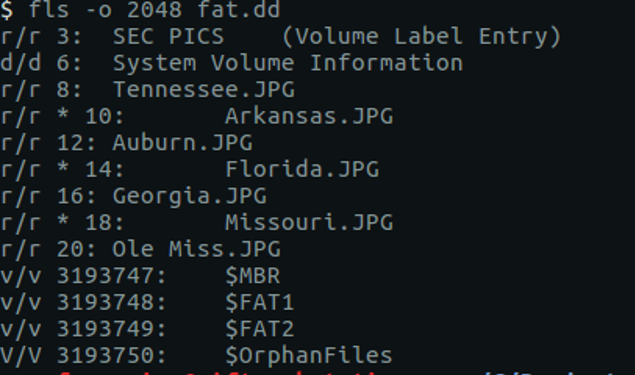 $ fls -o 2048 fat.dd
r/r 3:  SEC PICS    (Volume Label Entry)
d/d 6:  System Volume Information
r/r 8:  Tennessee.JPG
r/r * 10:       Arkansas.JPG
r/r 12: Auburn.JPG
r/r * 14:       Florida.JPG
r/r 16: Georgia.JPG
r/r * 18:       Missouri.JPG
r/r 20: Ole Miss.JPG
v/v 3193747:    $MBR
v/v 3193748:    $FAT1
v/v 3193749:    $FAT2
V/V 3193750:    $OrphanFiles